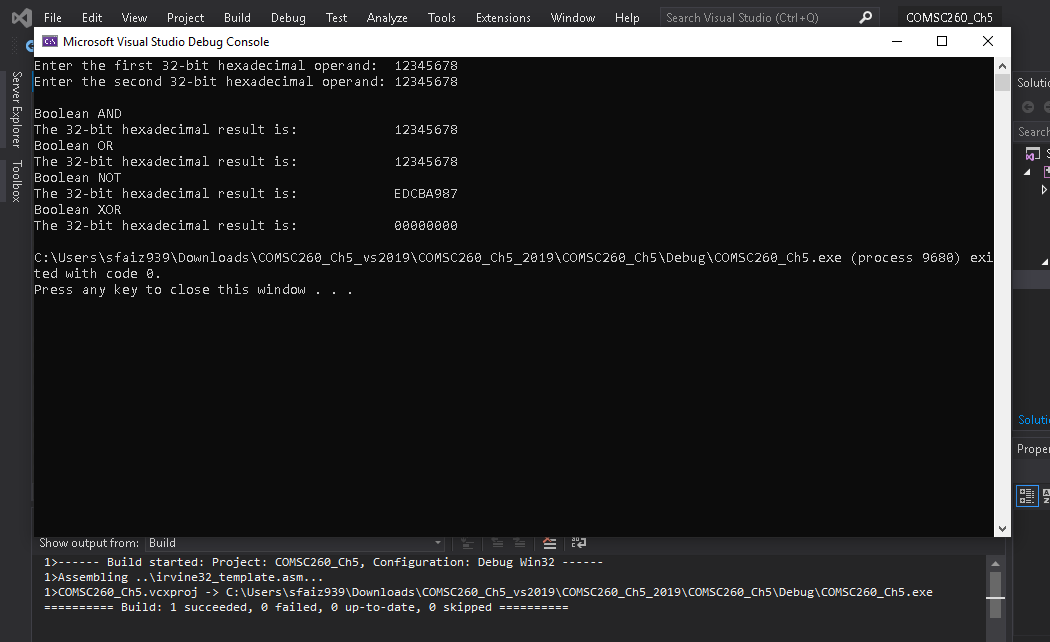 File Edit View Project Build Debug Test Analyze Tools Extensions Window Help Search Visual Studio (Ctrl+Q) COMSC260_Ch5
Microsoft Visual Studio Debug Console
Enter the first 32-bit hexadecimal operand: 12345678
Enter the second 32-bit hexadecimal operand: 12345678
Boolean AND
The 32-bit hexadecimal result is: 12345678
Boolean OR
The 32-bit hexadecimal result is: 12345678
Boolean NOT
The 32-bit hexadecimal result is: EDCBA987
Boolean XOR
The 32-bit hexadecimal result is: 00000000
C:\Users\sfaiz939\Downloads\COMSC260_Ch5_vs2019\COMSC260_Ch5_2019\COMSC260_Ch5\Debug\COMSC260_Ch5.exe (process 9680) exi
ted with code 0.
Press any key to close this window . . .
Server Explorer
Toolbox
Soluti
Search
Soluti
Proper
Show output from: Build
1>------ Build started: Project: COMSC260_Ch5, Configuration: Debug Win32 ------
1>Assembling ..\irvine32_template.asm...
1>COMSC260_Ch5.vcxproj -> C:\Users\sfaiz939\Downloads\COMSC260_Ch5_vs2019\COMSC260_Ch5_2019\COMSC260_Ch5\Debug\COMSC260_Ch5.exe
========== Build: 1 succeeded, 0 failed, 0 up-to-date, 0 skipped ==========